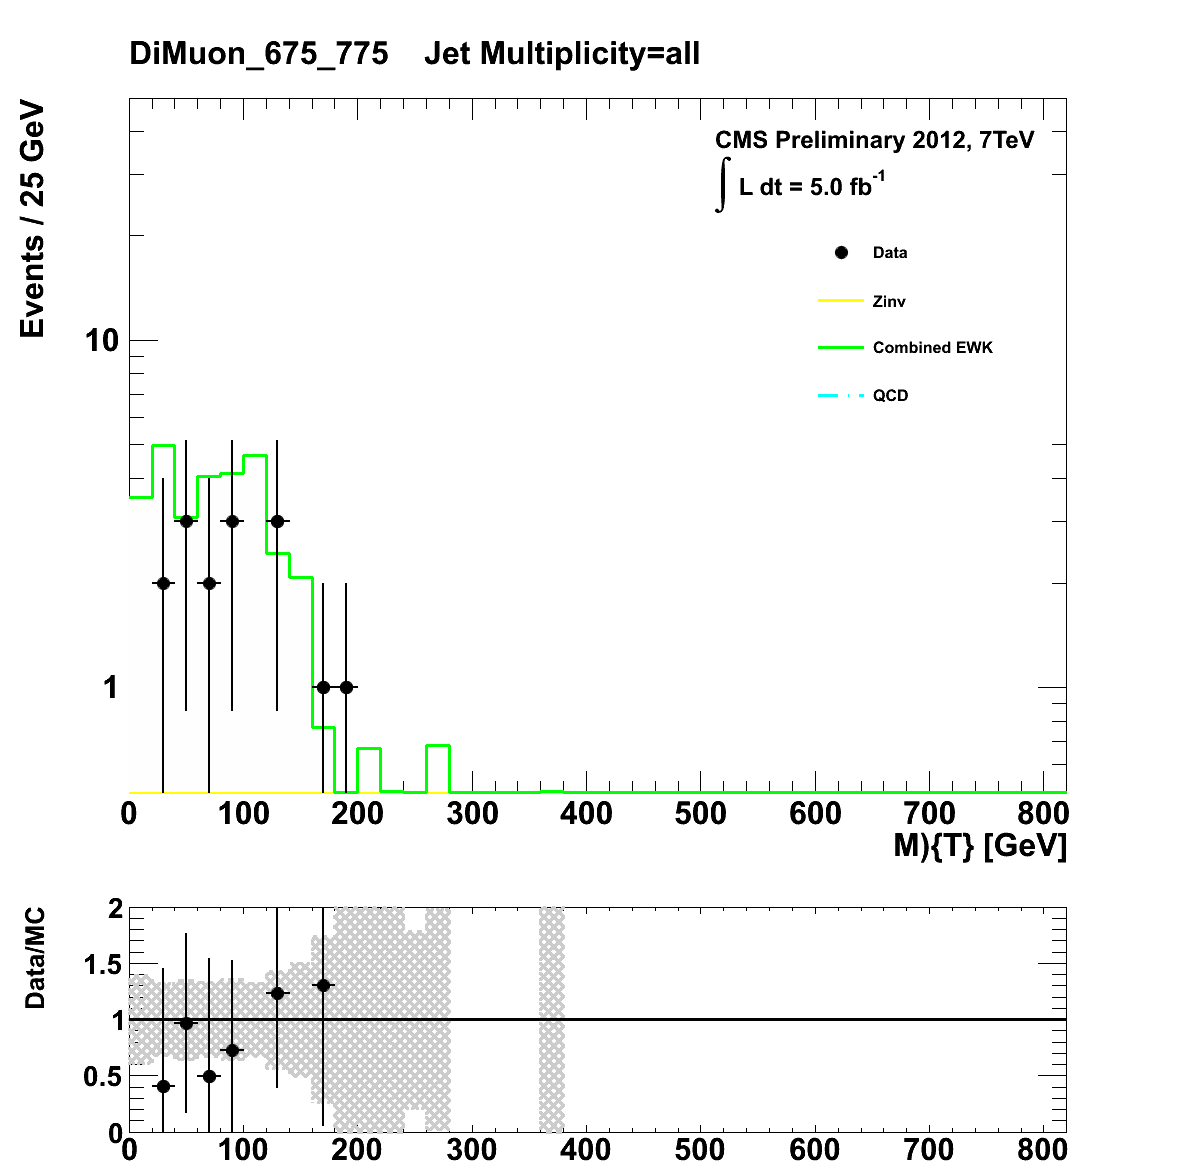 DiMuon_675_775 Jet Multiplicity=all
Events / 25 GeV
CMS Preliminary 2012, 7TeV
∫ L dt = 5.0 fb⁻¹
Data
Zinv
Combined EWK
QCD
10
1
0 100 200 300 400 500 600 700 800
M){T} [GeV]
Data/MC
2
1.5
1
0.5
0
0 100 200 300 400 500 600 700 800